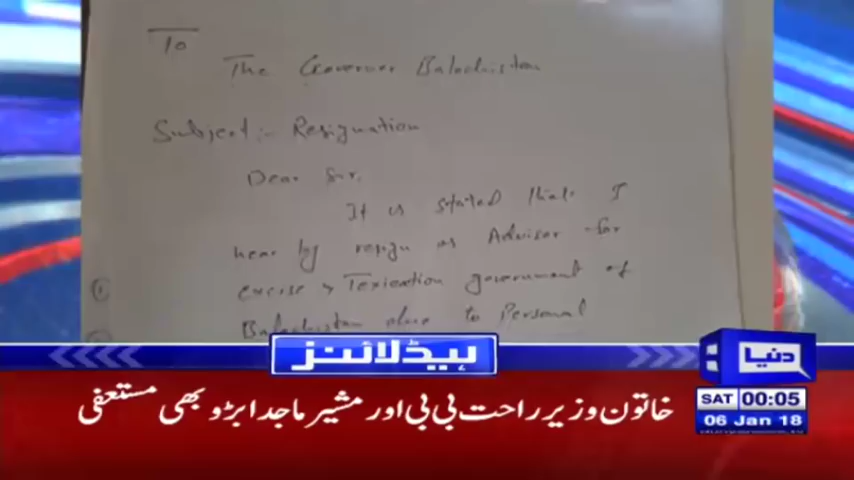 To
The Governor Balochistan
Subject:- Resignation
Dear Sir.
It is stated that I
hear by resign as Advisor for
excise & Texication government of
Balochistan due to Personal
ہیڈلائنز
دنیا
خاتون وزیر راحت بی بی اور مشیر ماجد ابڑو بھی مستعفی
SAT 00:05
06 Jan 18